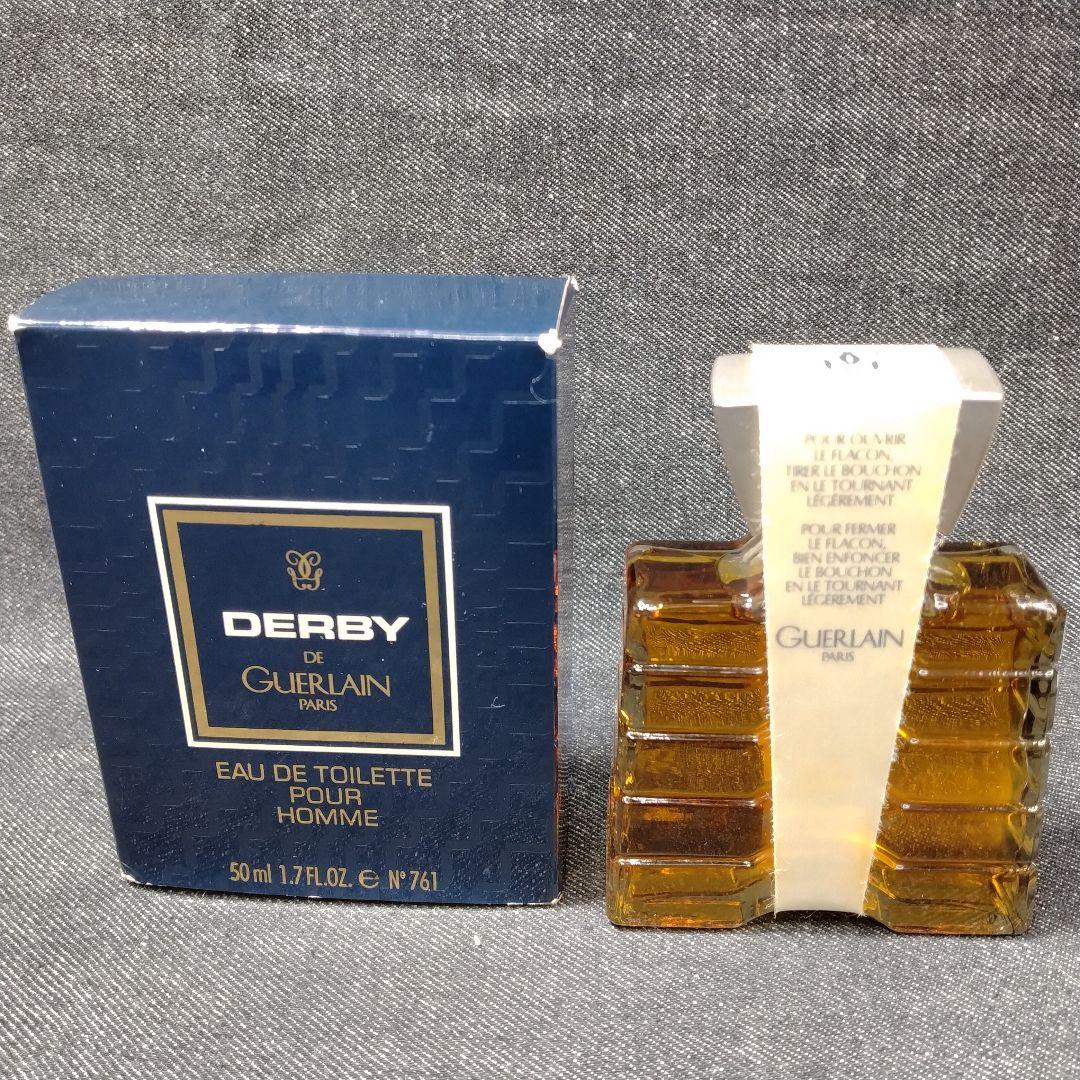 DERBY
DE
GUERLAIN
PARIS
EAU DE TOILETTE
POUR
HOMME
50 ml 1.7 FL.OZ. ℮ N° 761
POUR OUVRIR
LE FLACON,
TIRER LE BOUCHON
EN LE TOURNANT
LÉGÈREMENT
POUR FERMER
LE FLACON,
BIEN ENFONCER
LE BOUCHON
EN LE TOURNANT
LÉGÈREMENT
GUERLAIN
PARIS